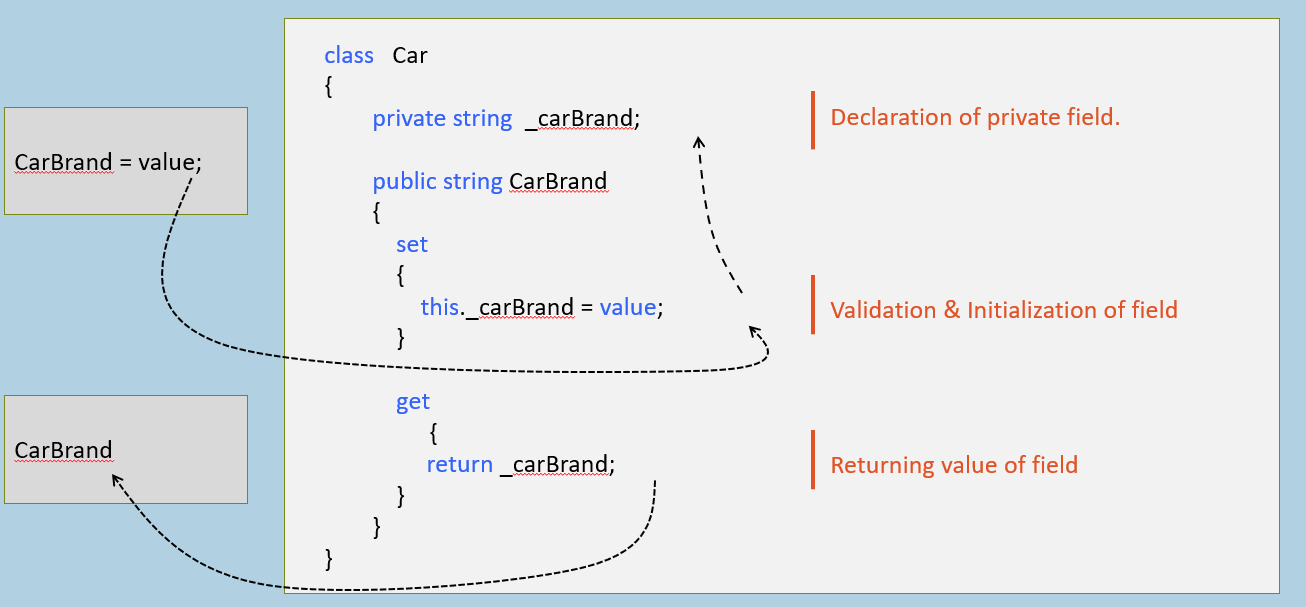 CarBrand = value;
CarBrand
class Car
{
private string _carBrand;
public string CarBrand
{
set
{
this._carBrand = value;
}
get
{
return _carBrand;
}
}
}
Declaration of private field.
Validation & Initialization of field
Returning value of field